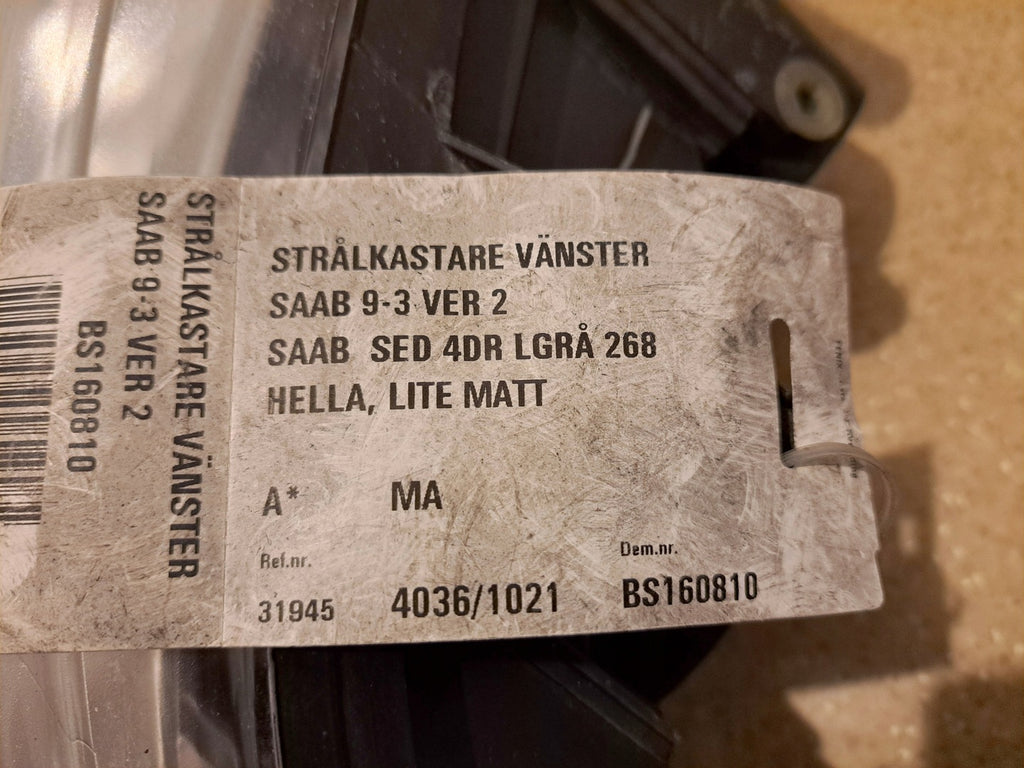 STRÅLKASTARE VÄNSTER
SAAB 9-3 VER 2
BS160810
STRÅLKASTARE VÄNSTER
SAAB 9-3 VER 2
SAAB SED 4DR LGRÅ 268
HELLA, LITE MATT
A* MA
Ref.nr. Dem.nr.
31945 4036/1021 BS160810